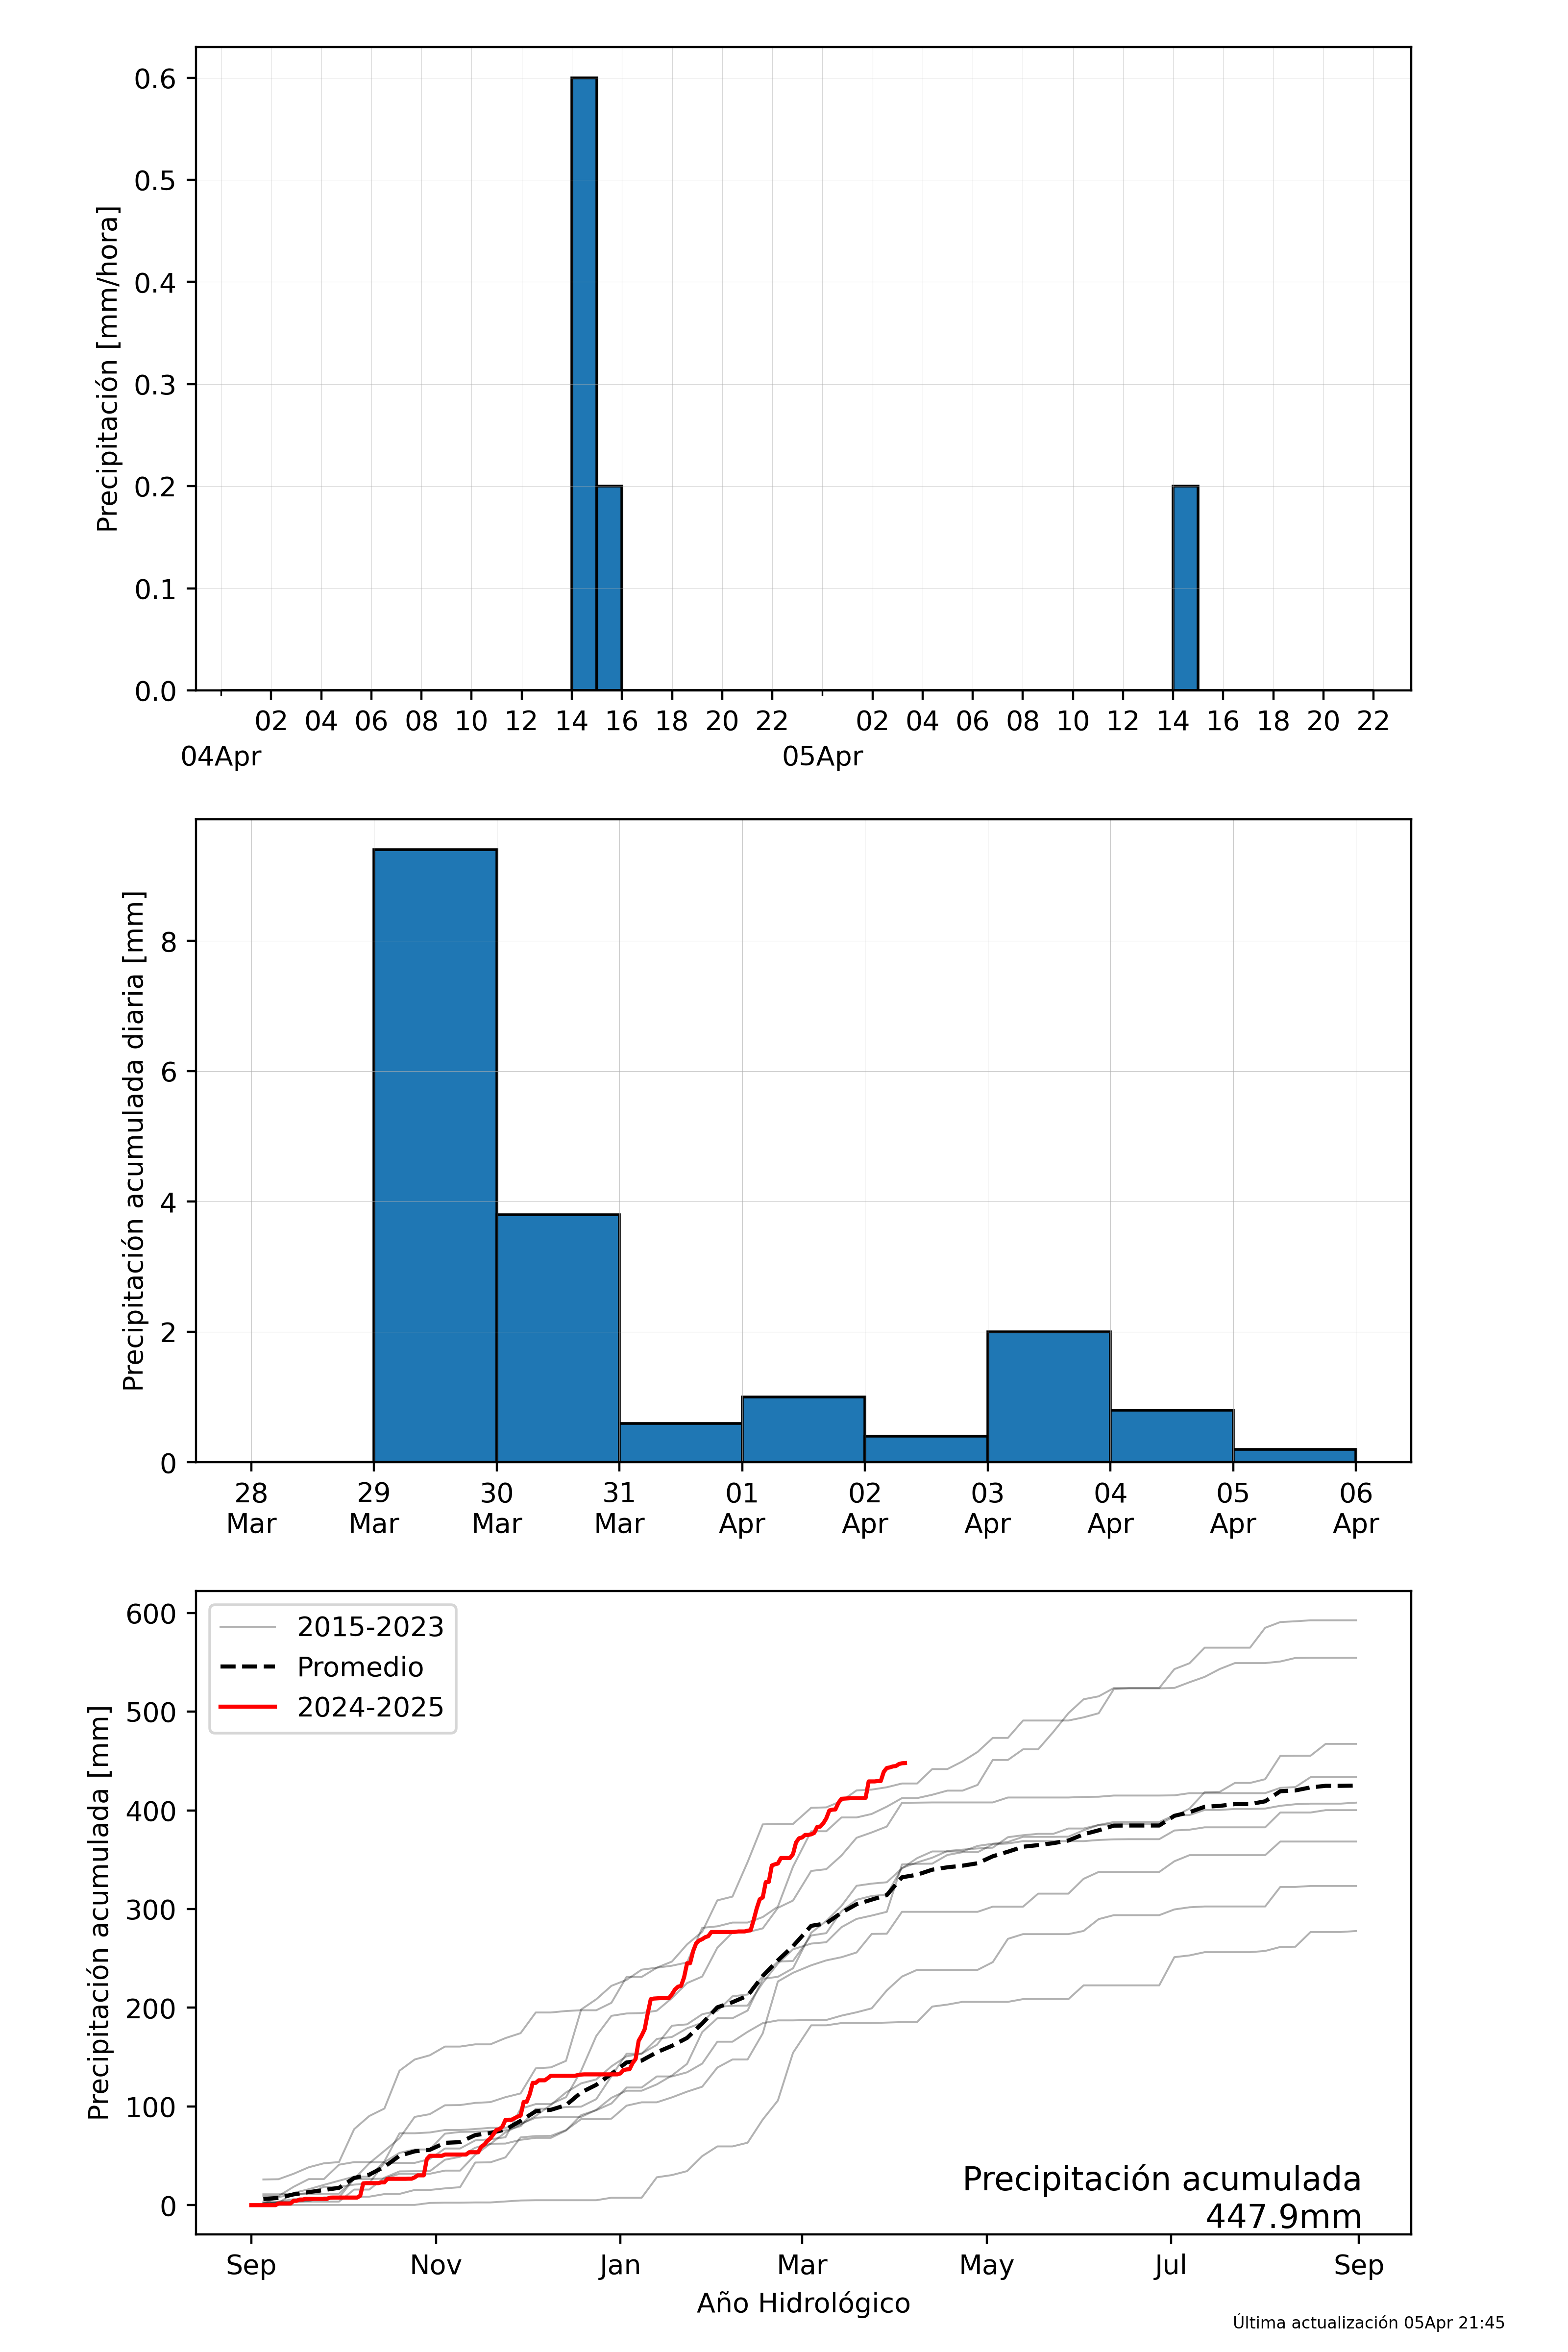 Precipitación [mm/hora]
0.6
0.5
0.4
0.3
0.2
0.1
0.0
02 04 06 08 10 12 14 16 18 20 22 02 04 06 08 10 12 14 16 18 20 22
04Apr 05Apr
Precipitación acumulada diaria [mm]
8
6
4
2
0
28 29 30 31 01 02 03 04 05 06
Mar Mar Mar Mar Apr Apr Apr Apr Apr Apr
Precipitación acumulada [mm]
600
500
400
300
200
100
0
2015-2023
Promedio
2024-2025
Precipitación acumulada
447.9mm
Sep Nov Jan Mar May Jul Sep
Año Hidrológico
Última actualización 05Apr 21:45